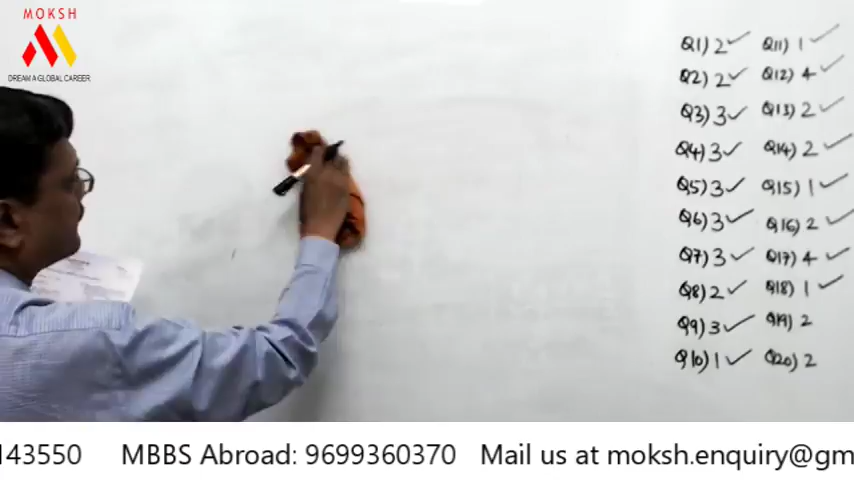 MOKSH
DREAM A GLOBAL CAREER
Q1) 2 ✓ Q11) 1 ✓
Q2) 2 ✓ Q12) 4 ✓
Q3) 3 ✓ Q13) 2 ✓
Q4) 3 ✓ Q14) 2 ✓
Q5) 3 ✓ Q15) 1 ✓
Q6) 3 ✓ Q16) 2 ✓
Q7) 3 ✓ Q17) 4 ✓
Q8) 2 ✓ Q18) 1 ✓
Q9) 3 ✓ Q19) 2
Q10) 1 ✓ Q20) 2
143550 MBBS Abroad: 9699360370 Mail us at moksh.enquiry@gm